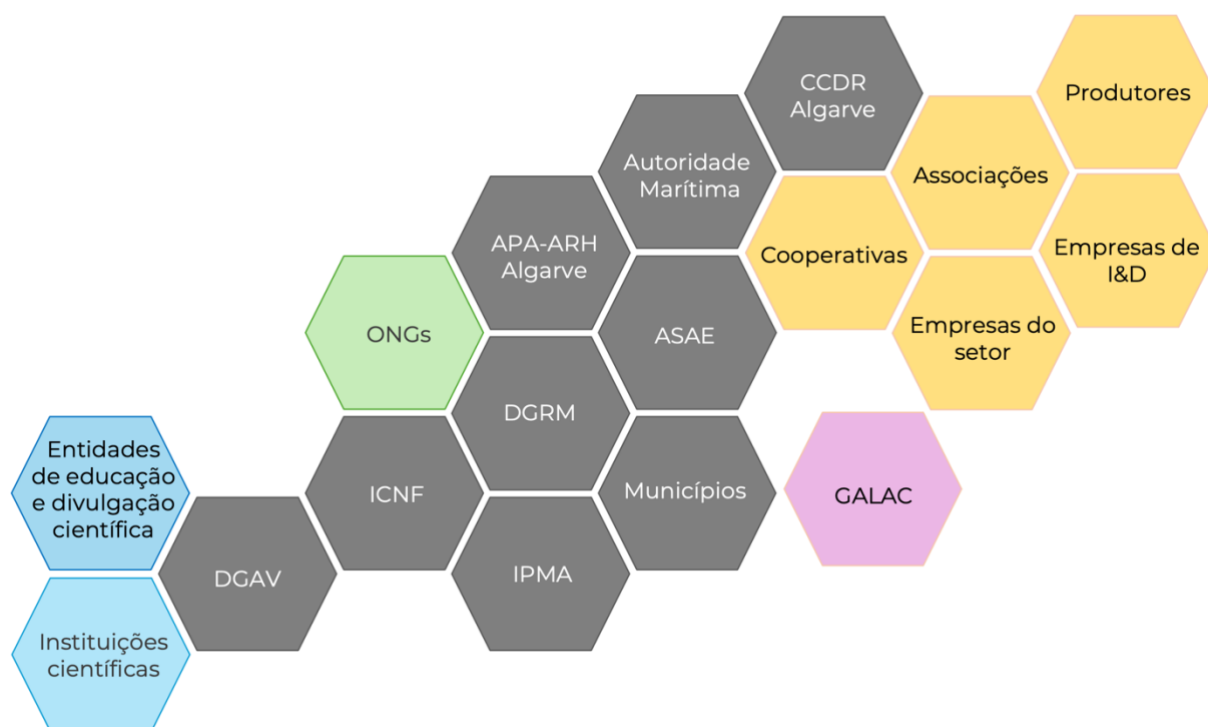 CCDR
Algarve
Produtores
Autoridade
Marítima
Associações
APA-ARH
Algarve
Cooperativas
Empresas de
I&D
ONGs
ASAE
Empresas do
setor
DGRM
Entidades
de educação
e divulgação
científica
ICNF
Municípios
GALAC
DGAV
IPMA
Instituições
científicas